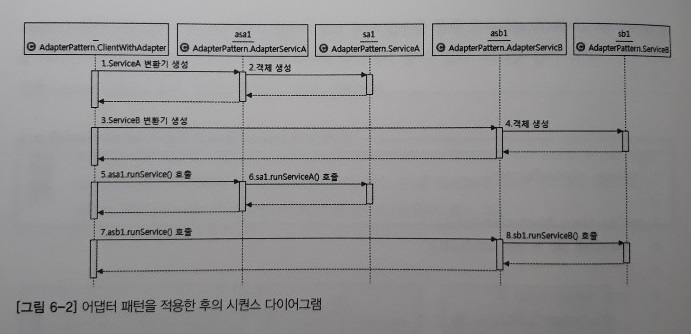 asa1
sa1
asb1
sb1
C AdapterPattern.ClientWithAdapter
C AdapterPattern.AdapterServicA
C AdapterPattern.ServiceA
C AdapterPattern.AdapterServicB
C AdapterPattern.ServiceB
1.ServiceA 변환기 생성
2.객체 생성
3.ServiceB 변환기 생성
4.객체 생성
5.asa1.runService() 호출
6.sa1.runServiceA() 호출
7.asb1.runService() 호출
8.sb1.runServiceB() 호출
[그림 6-2] 어댑터 패턴을 적용한 후의 시퀀스 다이어그램